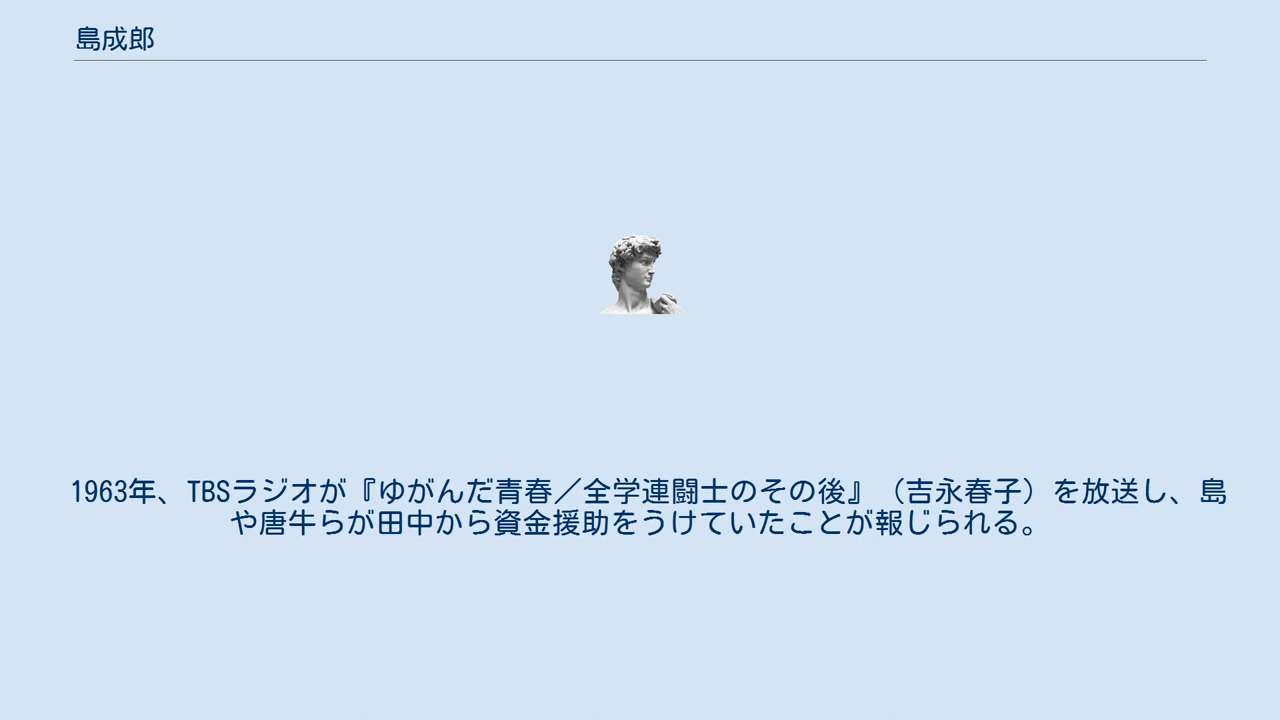 島成郎
1963年、TBSラジオが『ゆがんだ青春／全学連闘士のその後』（吉永春子）を放送し、島
や唐牛らが田中から資金援助をうけていたことが報じられる。